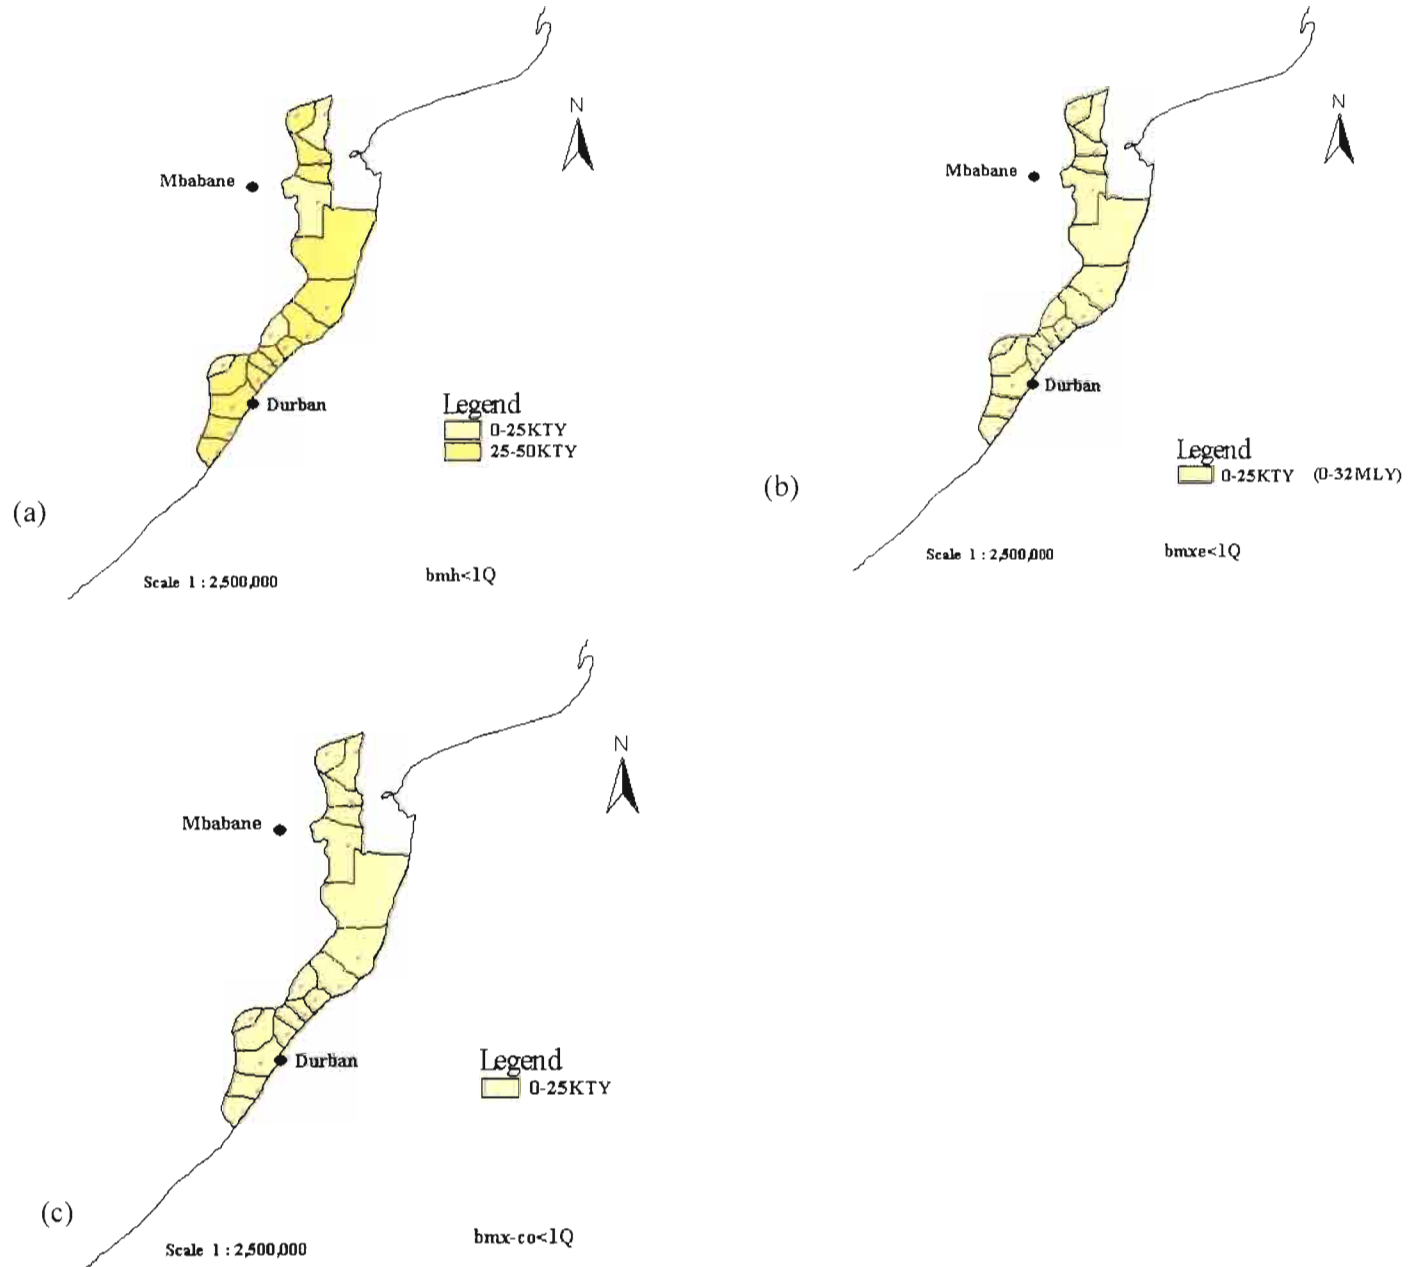 N
Mbabane
Durban
Legend
0-25KTY
25-50KTY
(a)
Scale 1 : 2,500,000
bmh<1Q
N
Mbabane
Durban
Legend
0-25KTY (0-32MLY)
(b)
Scale 1 : 2,500,000
bmxe<1Q
N
Mbabane
Durban
Legend
0-25KTY
(c)
Scale 1 : 2,500,000
bmx-co<1Q